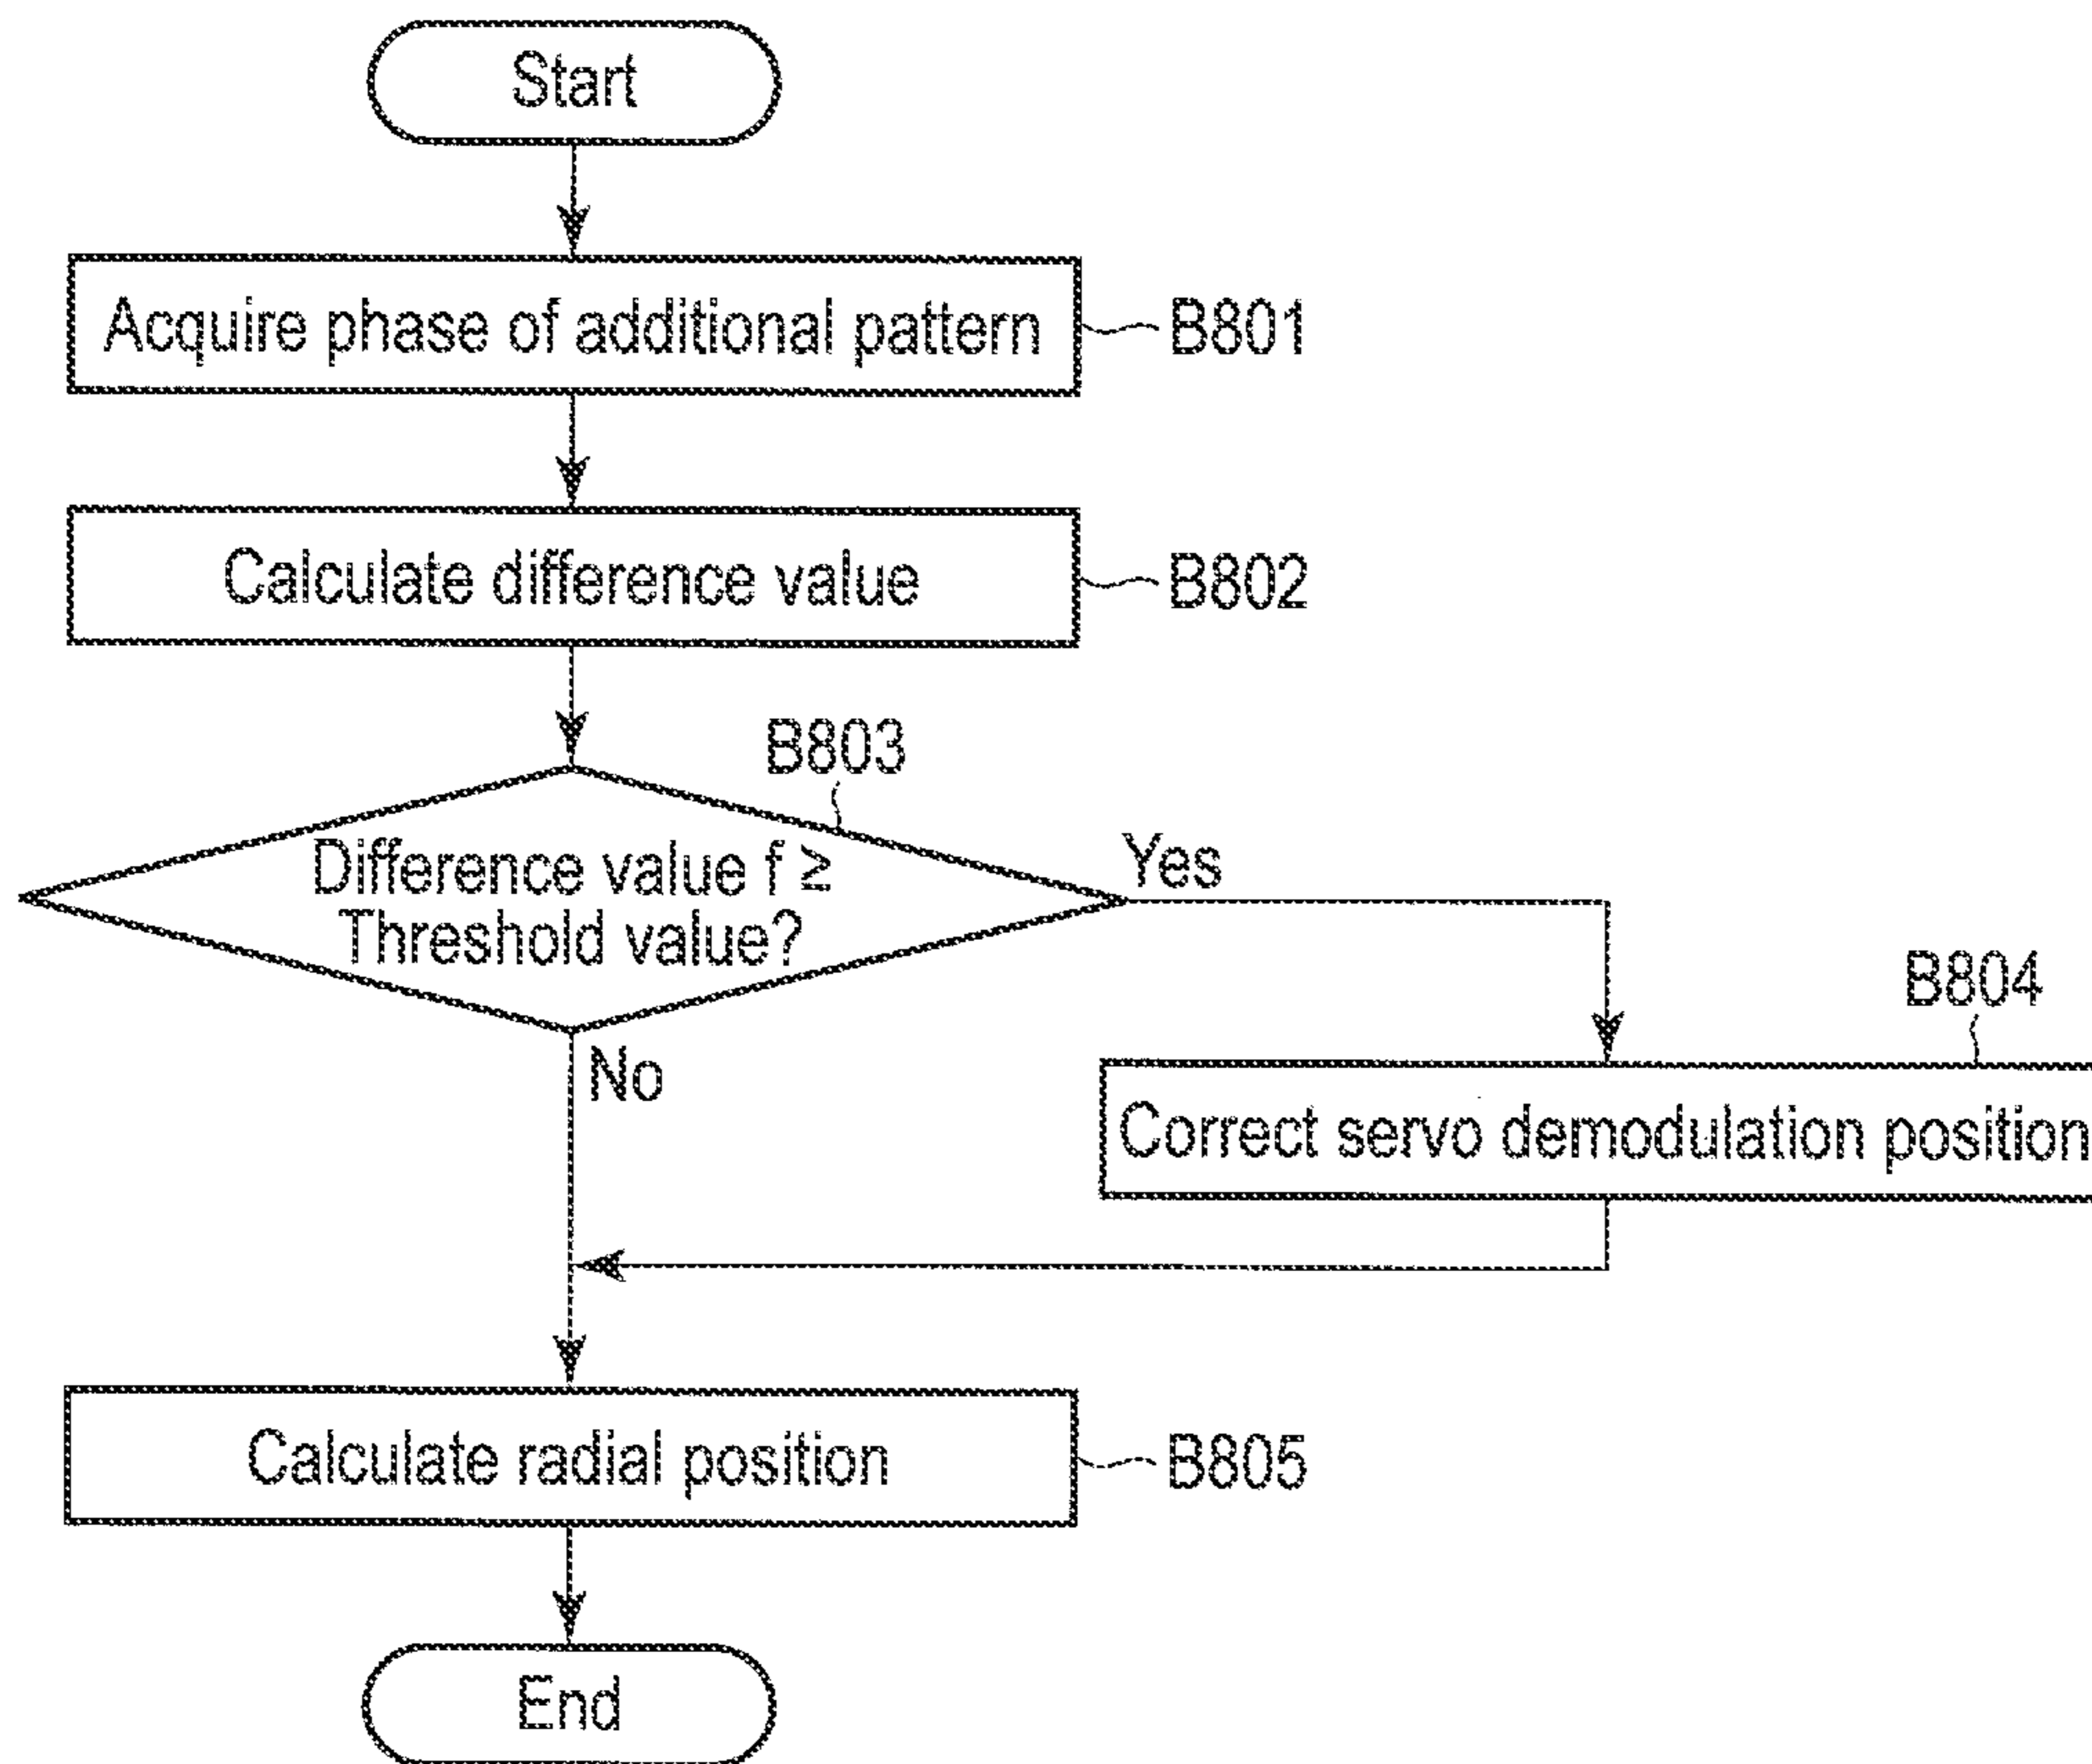 Start
Acquire phase of additional pattern
B801
Calculate difference value
B802
B803
Difference value f ≥
Threshold value?
Yes
No
B804
Correct servo demodulation position
Calculate radial position
B805
End